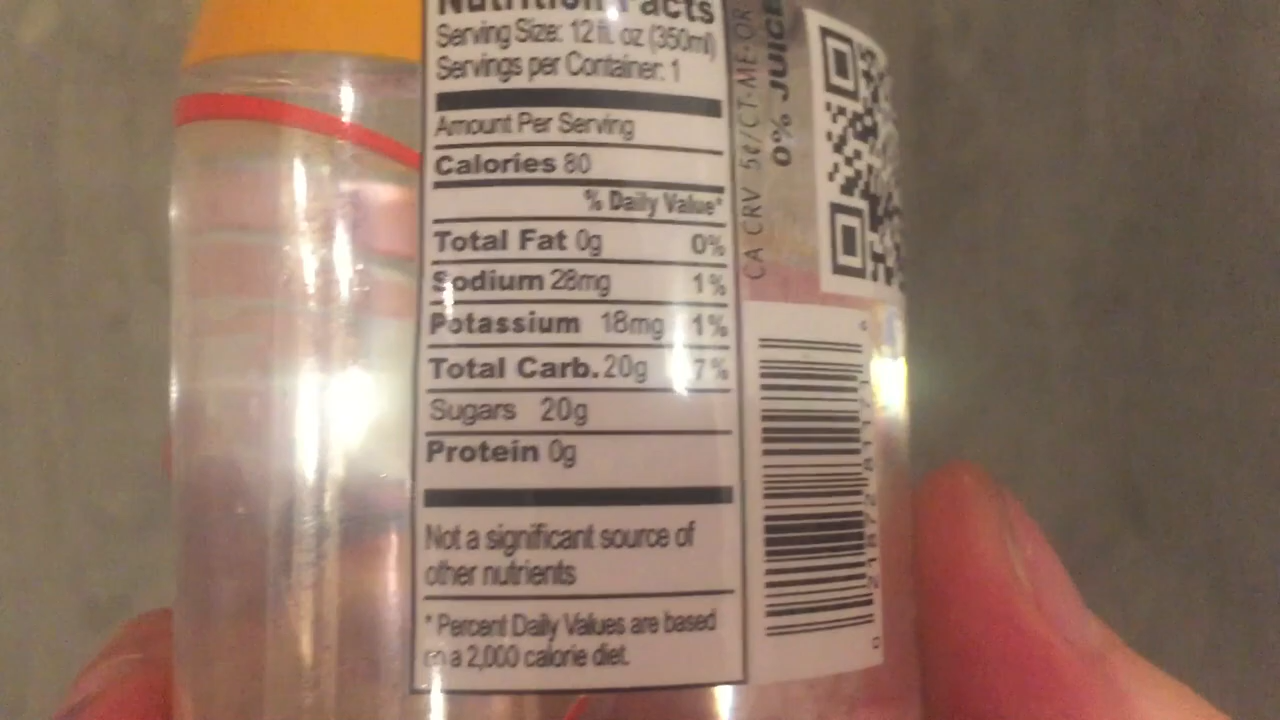 Nutrition Facts
Serving Size: 12 fl. oz (350ml)
Servings per Container: 1
Amount Per Serving
Calories 80
% Daily Value*
Total Fat 0g 0%
Sodium 28mg 1%
Potassium 18mg 1%
Total Carb. 20g 7%
Sugars 20g
Protein 0g
Not a significant source of
other nutrients
* Percent Daily Values are based
on a 2,000 calorie diet.
CA CRV 5¢/CT-ME-OR
0% JUICE